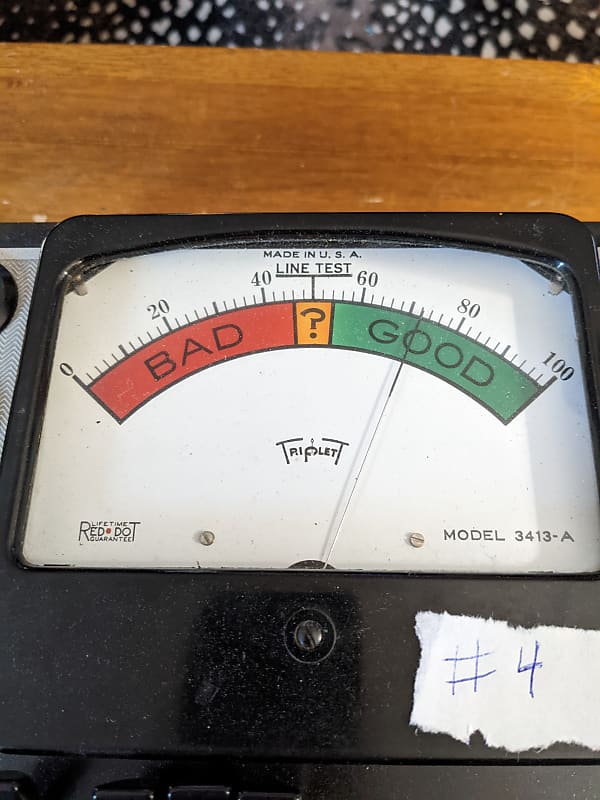 MADE IN U. S. A.
LINE TEST
0 20 40 60 80 100
BAD ? GOOD
TRIPLETT
LIFETIME
RED•DOT
GUARANTEE
MODEL 3413-A
# 4